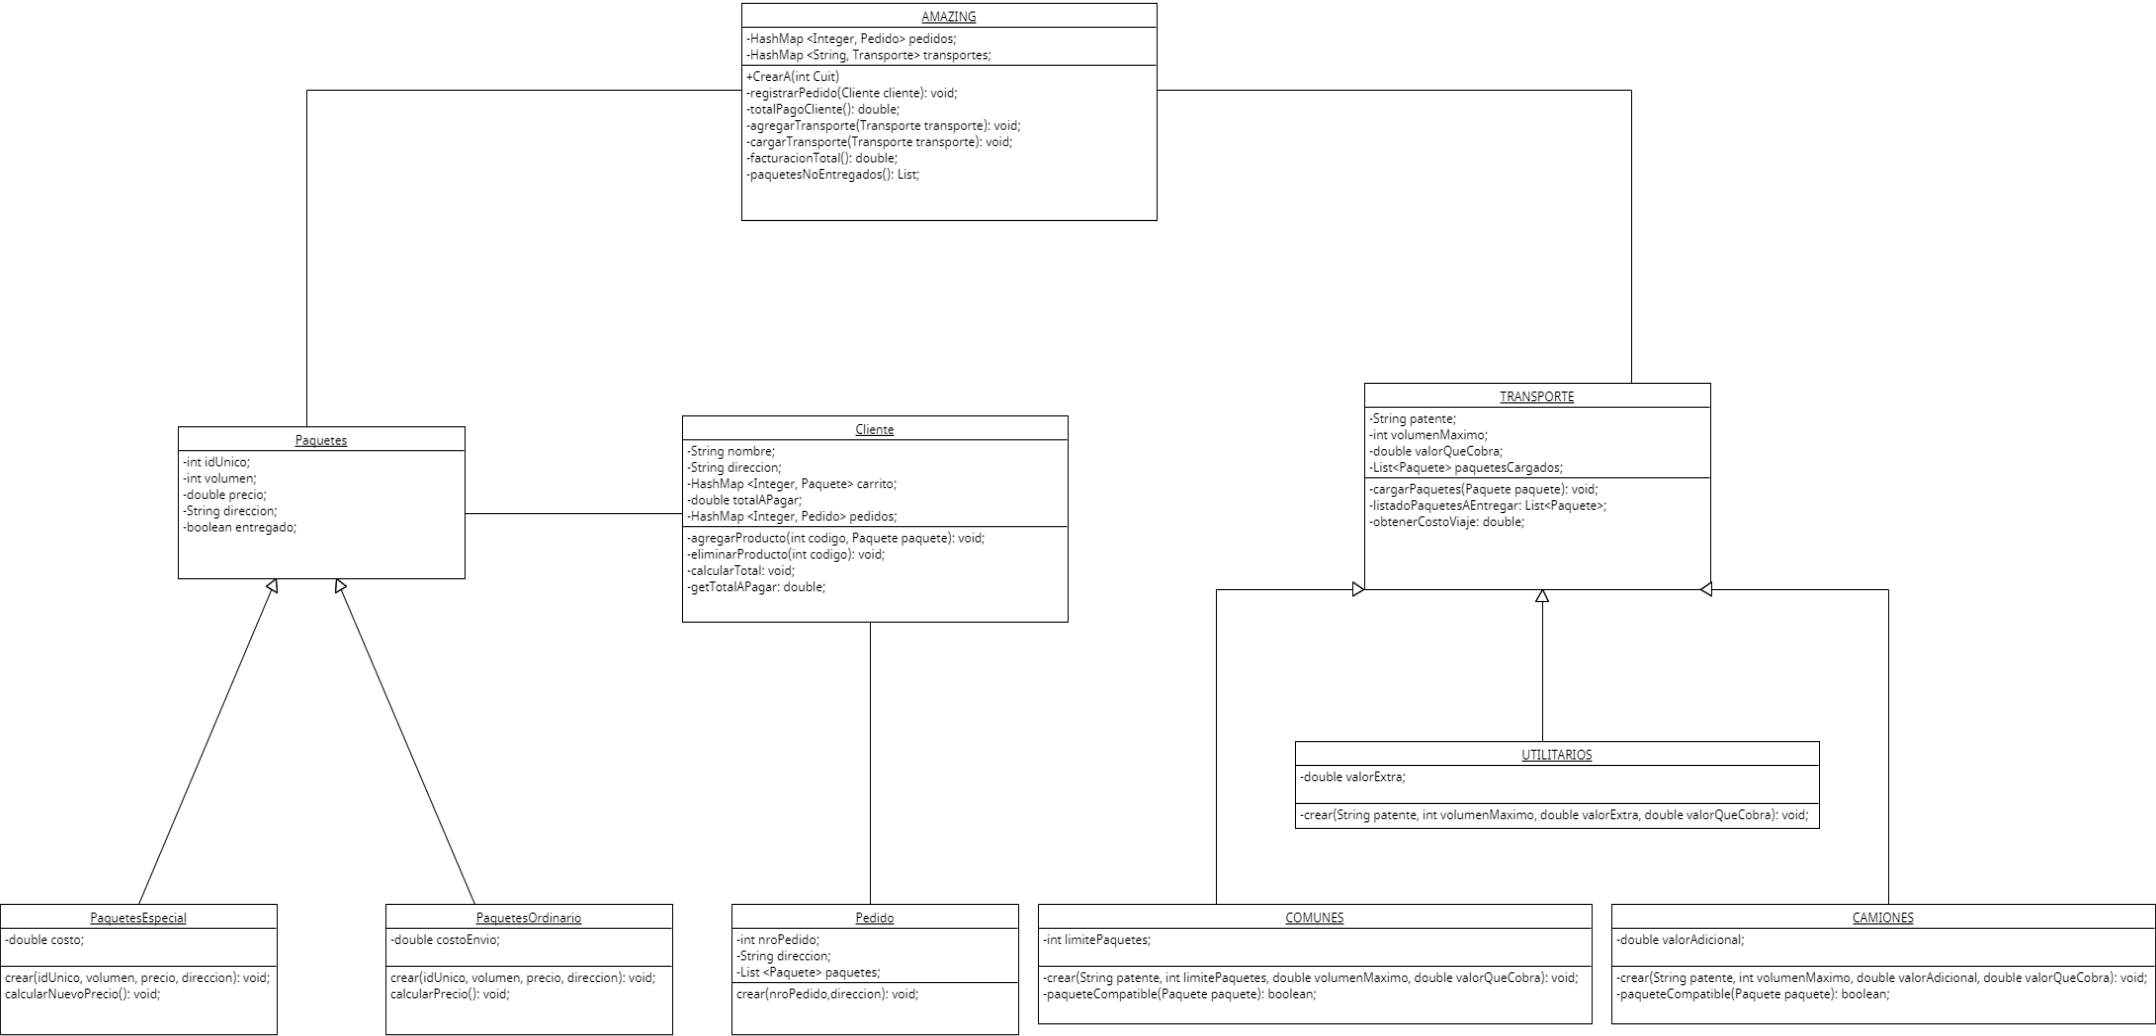 AMAZING
-HashMap <Integer, Pedido> pedidos;
-HashMap <String, Transporte> transportes;
+CrearA(int Cuit)
-registrarPedido(Cliente cliente): void;
-totalPagoCliente(): double;
-agregarTransporte(Transporte transporte): void;
-cargarTransporte(Transporte transporte): void;
-facturacionTotal(): double;
-paquetesNoEntregados(): List;
Paquetes
-int idUnico;
-int volumen;
-double precio;
-String direccion;
-boolean entregado;
Cliente
-String nombre;
-String direccion;
-HashMap <Integer, Paquete> carrito;
-double totalAPagar;
-HashMap <Integer, Pedido> pedidos;
-agregarProducto(int codigo, Paquete paquete): void;
-eliminarProducto(int codigo): void;
-calcularTotal: void;
-getTotalAPagar: double;
TRANSPORTE
-String patente;
-int volumenMaximo;
-double valorQueCobra;
-List<Paquete> paquetesCargados;
-cargarPaquetes(Paquete paquete): void;
-listadoPaquetesAEntregar: List<Paquete>;
-obtenerCostoViaje: double;
UTILITARIOS
-double valorExtra;
-crear(String patente, int volumenMaximo, double valorExtra, double valorQueCobra): void;
PaquetesEspecial
-double costo;
crear(idUnico, volumen, precio, direccion): void;
calcularNuevoPrecio(): void;
PaquetesOrdinario
-double costoEnvio;
crear(idUnico, volumen, precio, direccion): void;
calcularPrecio(): void;
Pedido
-int nroPedido;
-String direccion;
-List <Paquete> paquetes;
crear(nroPedido,direccion): void;
COMUNES
-int limitePaquetes;
-crear(String patente, int limitePaquetes, double volumenMaximo, double valorQueCobra): void;
-paqueteCompatible(Paquete paquete): boolean;
CAMIONES
-double valorAdicional;
-crear(String patente, int volumenMaximo, double valorAdicional, double valorQueCobra): void;
-paqueteCompatible(Paquete paquete): boolean;